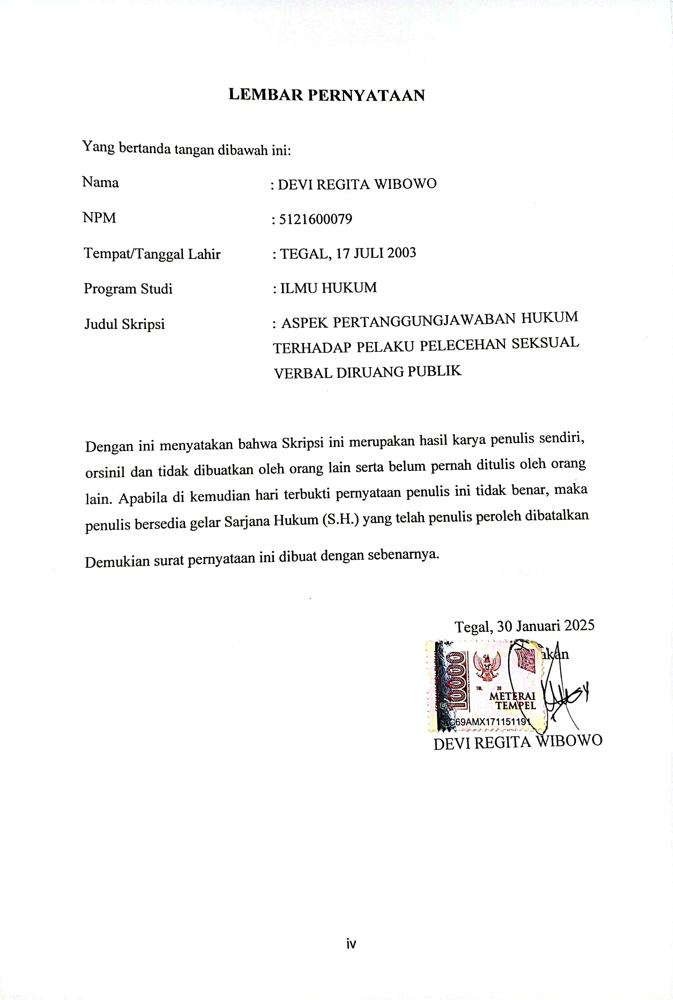 LEMBAR PERNYATAAN
Yang bertanda tangan dibawah ini:
Nama : DEVI REGITA WIBOWO
NPM : 5121600079
Tempat/Tanggal Lahir : TEGAL, 17 JULI 2003
Program Studi : ILMU HUKUM
Judul Skripsi : ASPEK PERTANGGUNGJAWABAN HUKUM
TERHADAP PELAKU PELECEHAN SEKSUAL
VERBAL DIRUANG PUBLIK
Dengan ini menyatakan bahwa Skripsi ini merupakan hasil karya penulis sendiri,
orsinil dan tidak dibuatkan oleh orang lain serta belum pernah ditulis oleh orang
lain. Apabila di kemudian hari terbukti pernyataan penulis ini tidak benar, maka
penulis bersedia gelar Sarjana Hukum (S.H.) yang telah penulis peroleh dibatalkan
Demukian surat pernyataan ini dibuat dengan sebenarnya.
Tegal, 30 Januari 2025
akan
10000
TGL. 20
METERAI
TEMPEL
69AMX171151191
DEVI REGITA WIBOWO
iv